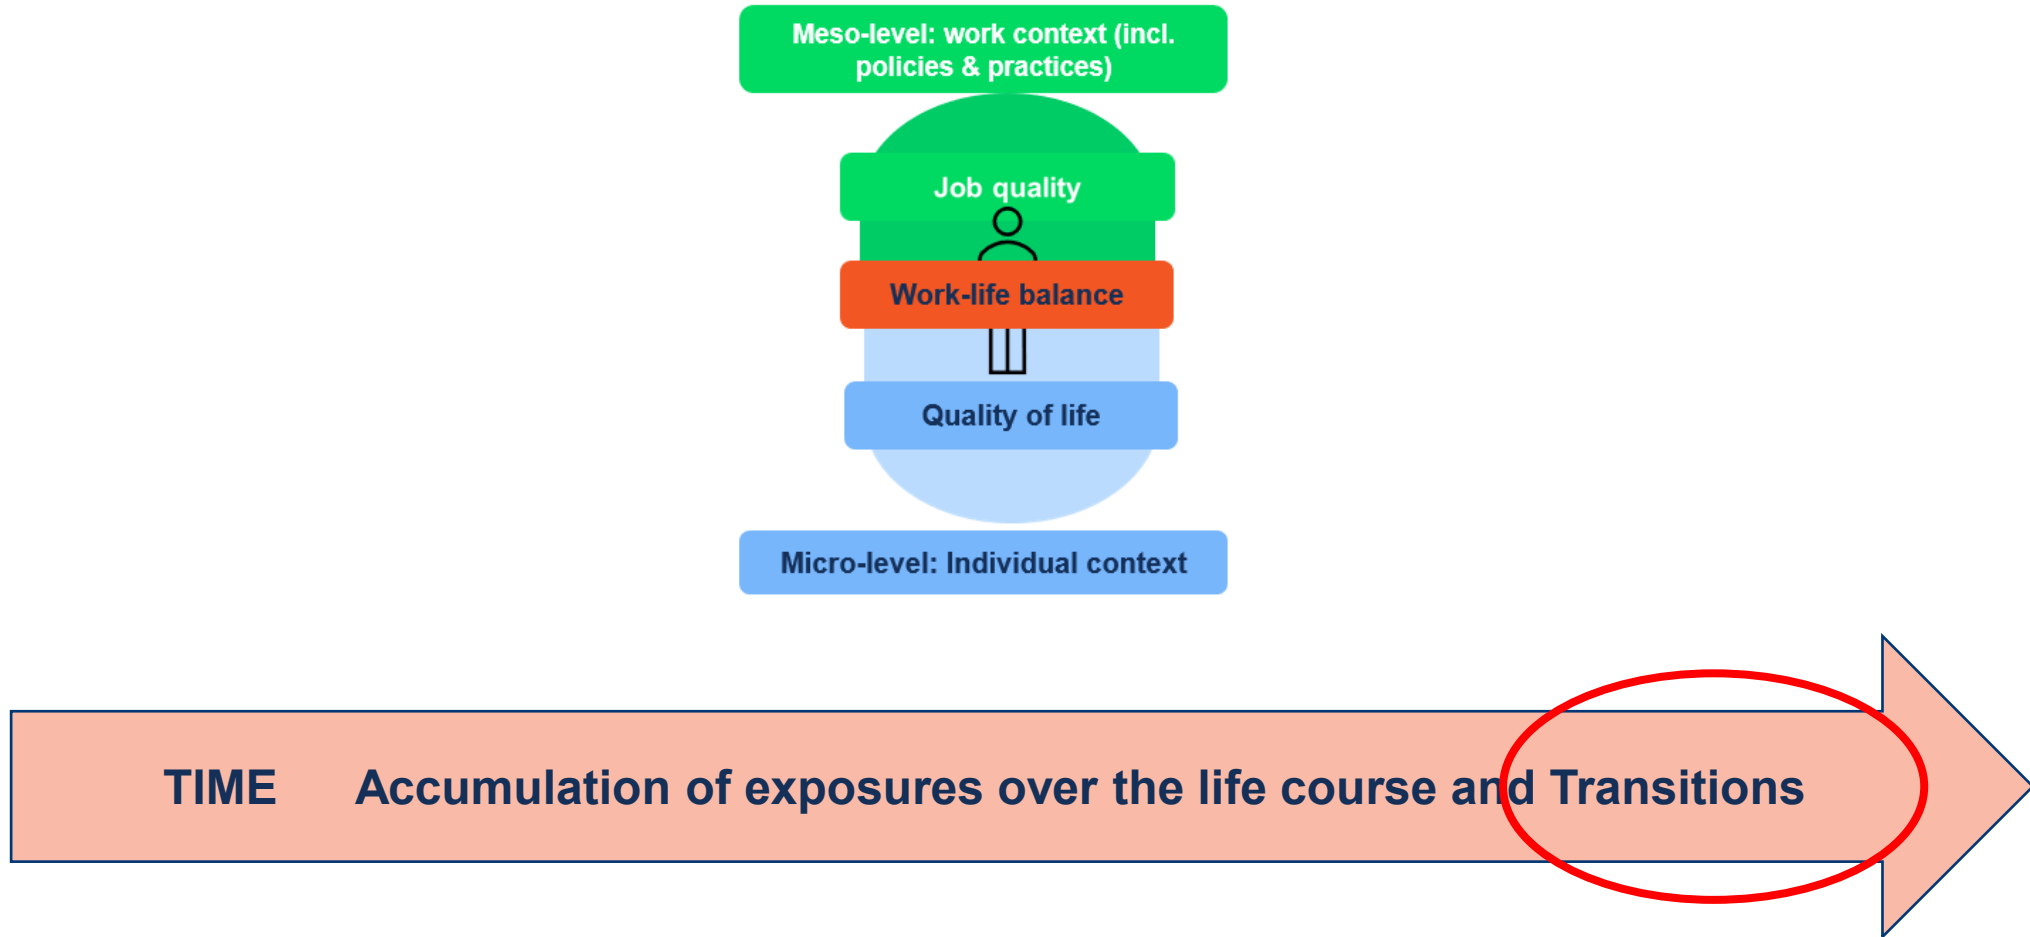 Meso-level: work context (incl.
policies & practices)
Job quality
Work-life balance
Quality of life
Micro-level: Individual context
TIME Accumulation of exposures over the life course and Transitions